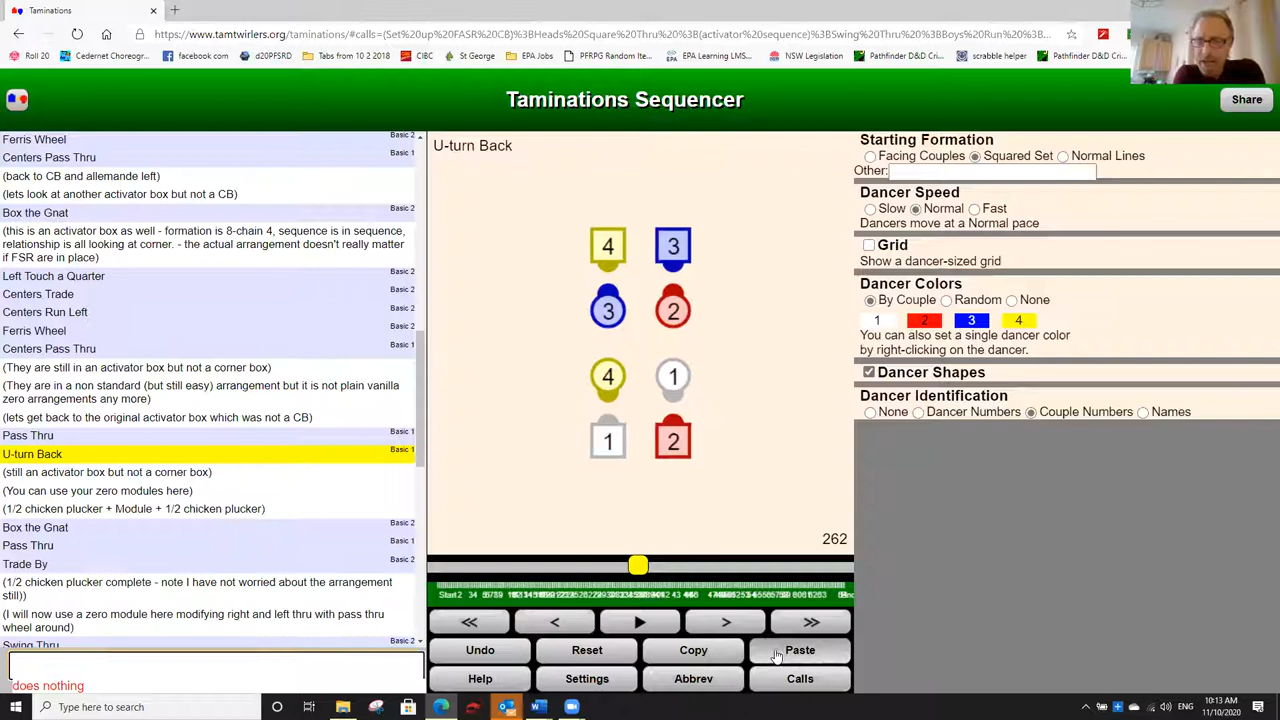 Taminations
https://www.tamtwirlers.org/taminations/#calls=(Set%20up%20FASR%20CB)%3BHeads%20Square%20Thru%20%3B(activator%20sequence)%3BSwing%20Thru%20%3BBoys%20Run%20%3...
Roll 20
Cedernet Choreogr...
facebook.com
d20PFSRD
Tabs from 10 2 2018
CIBC
St George
EPA Jobs
PFRPG Random Ite...
EPA Learning LMS...
NSW Legislation
Pathfinder D&D Cri...
scrabble helper
Pathfinder D&D Cri...
Taminations Sequencer
Share
Ferris Wheel Basic 2
Centers Pass Thru Basic 1
(back to CB and allemande left)
(lets look at another activator box but not a CB)
Box the Gnat Basic 2
(this is an activator box as well - formation is 8-chain 4, sequence is in sequence,
relationship is all looking at corner. - the actual arrangement doesn't really matter
if FSR are in place)
Left Touch a Quarter Basic 2
Centers Trade Basic 1
Centers Run Left Basic 1
Ferris Wheel Basic 2
Centers Pass Thru Basic 1
(They are still in an activator box but not a corner box)
(They are in a non standard (but still easy) arrangement but it is not plain vanilla
zero arrangements any more)
(lets get back to the original activator box which was not a CB)
Pass Thru Basic 1
U-turn Back Basic 1
(still an activator box but not a corner box)
(You can use your zero modules here)
(1/2 chicken plucker + Module + 1/2 chicken plucker)
Box the Gnat Basic 2
Pass Thru Basic 1
Trade By Basic 2
(1/2 chicken plucker complete - note I have not worried about the arrangement
still))
(I will now use a zero module here modifying right and left thru with pass thru
wheel around)
Swing Thru Basic 2
does nothing
U-turn Back
4 3
3 2
4 1
1 2
262
<< < > >>
Undo Reset Copy Paste
Help Settings Abbrev Calls
Starting Formation
Facing Couples Squared Set Normal Lines
Other:
Dancer Speed
Slow Normal Fast
Dancers move at a Normal pace
Grid
Show a dancer-sized grid
Dancer Colors
By Couple Random None
1 2 3 4
You can also set a single dancer color
by right-clicking on the dancer.
Dancer Shapes
Dancer Identification
None Dancer Numbers Couple Numbers Names
Type here to search
ENG
10:13 AM
11/10/2020